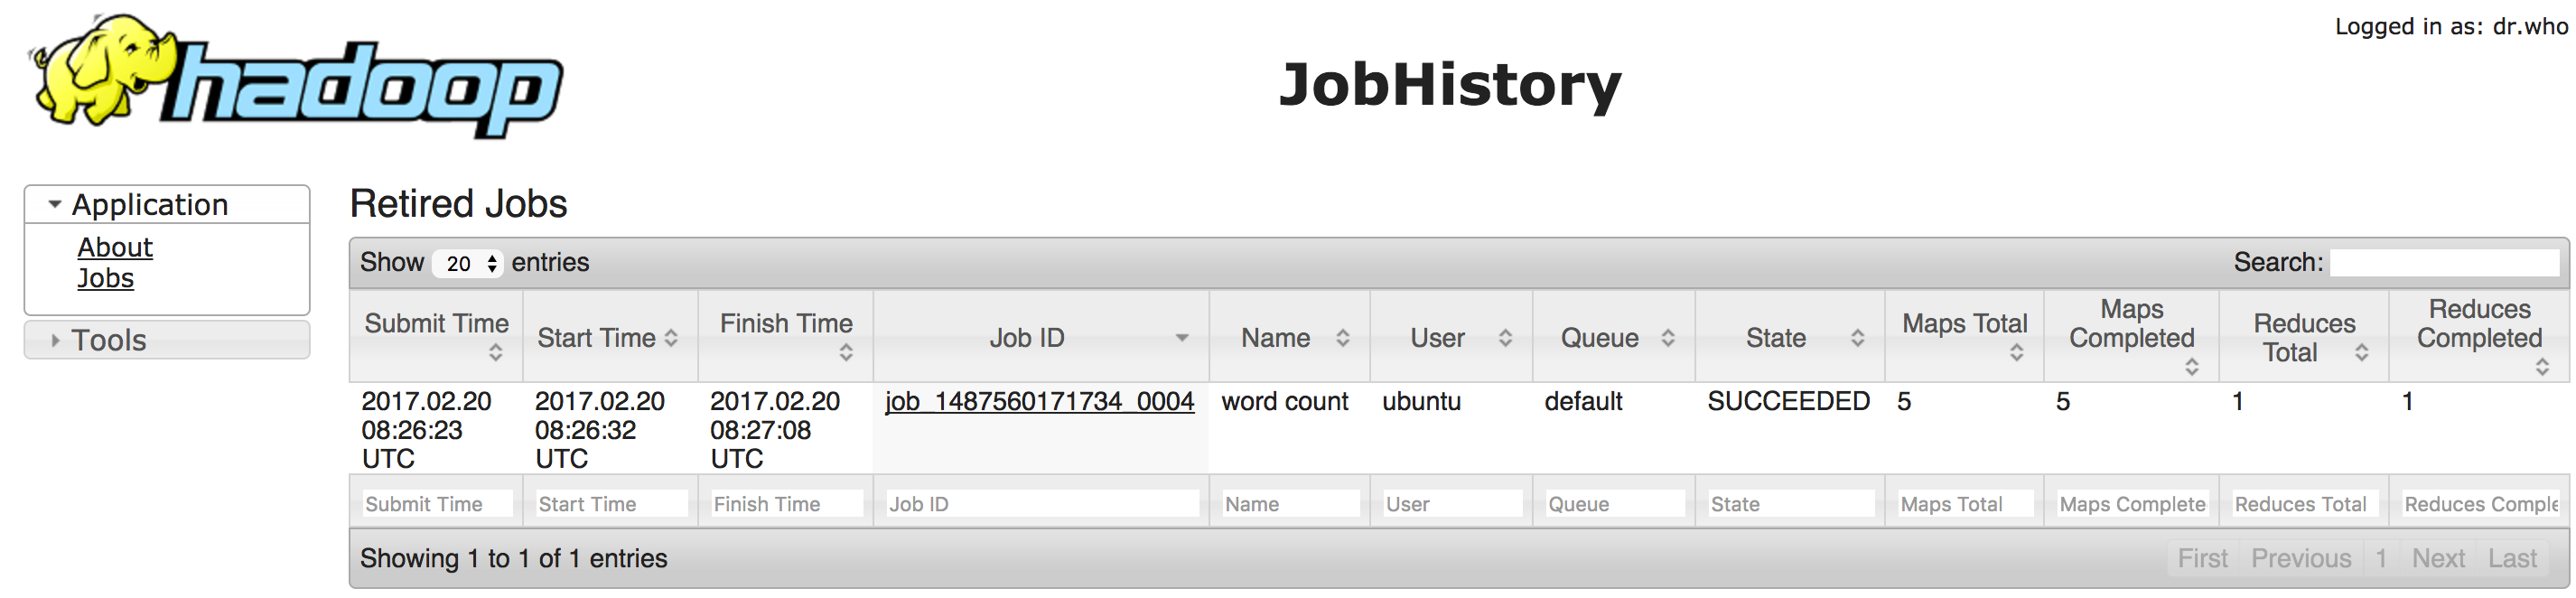 hadoop
JobHistory
Logged in as: dr.who
Application
About
Jobs
Tools
Retired Jobs
Show 20 entries
Search:
Submit Time Start Time Finish Time Job ID Name User Queue State Maps Total Maps Completed Reduces Total Reduces Completed
2017.02.20 2017.02.20 2017.02.20 job_1487560171734_0004 word count ubuntu default SUCCEEDED 5 5 1 1
08:26:23 08:26:32 08:27:08
UTC UTC UTC
Submit Time Start Time Finish Time Job ID Name User Queue State Maps Total Maps Complete Reduces Total Reduces Comple
Showing 1 to 1 of 1 entries
First Previous 1 Next Last